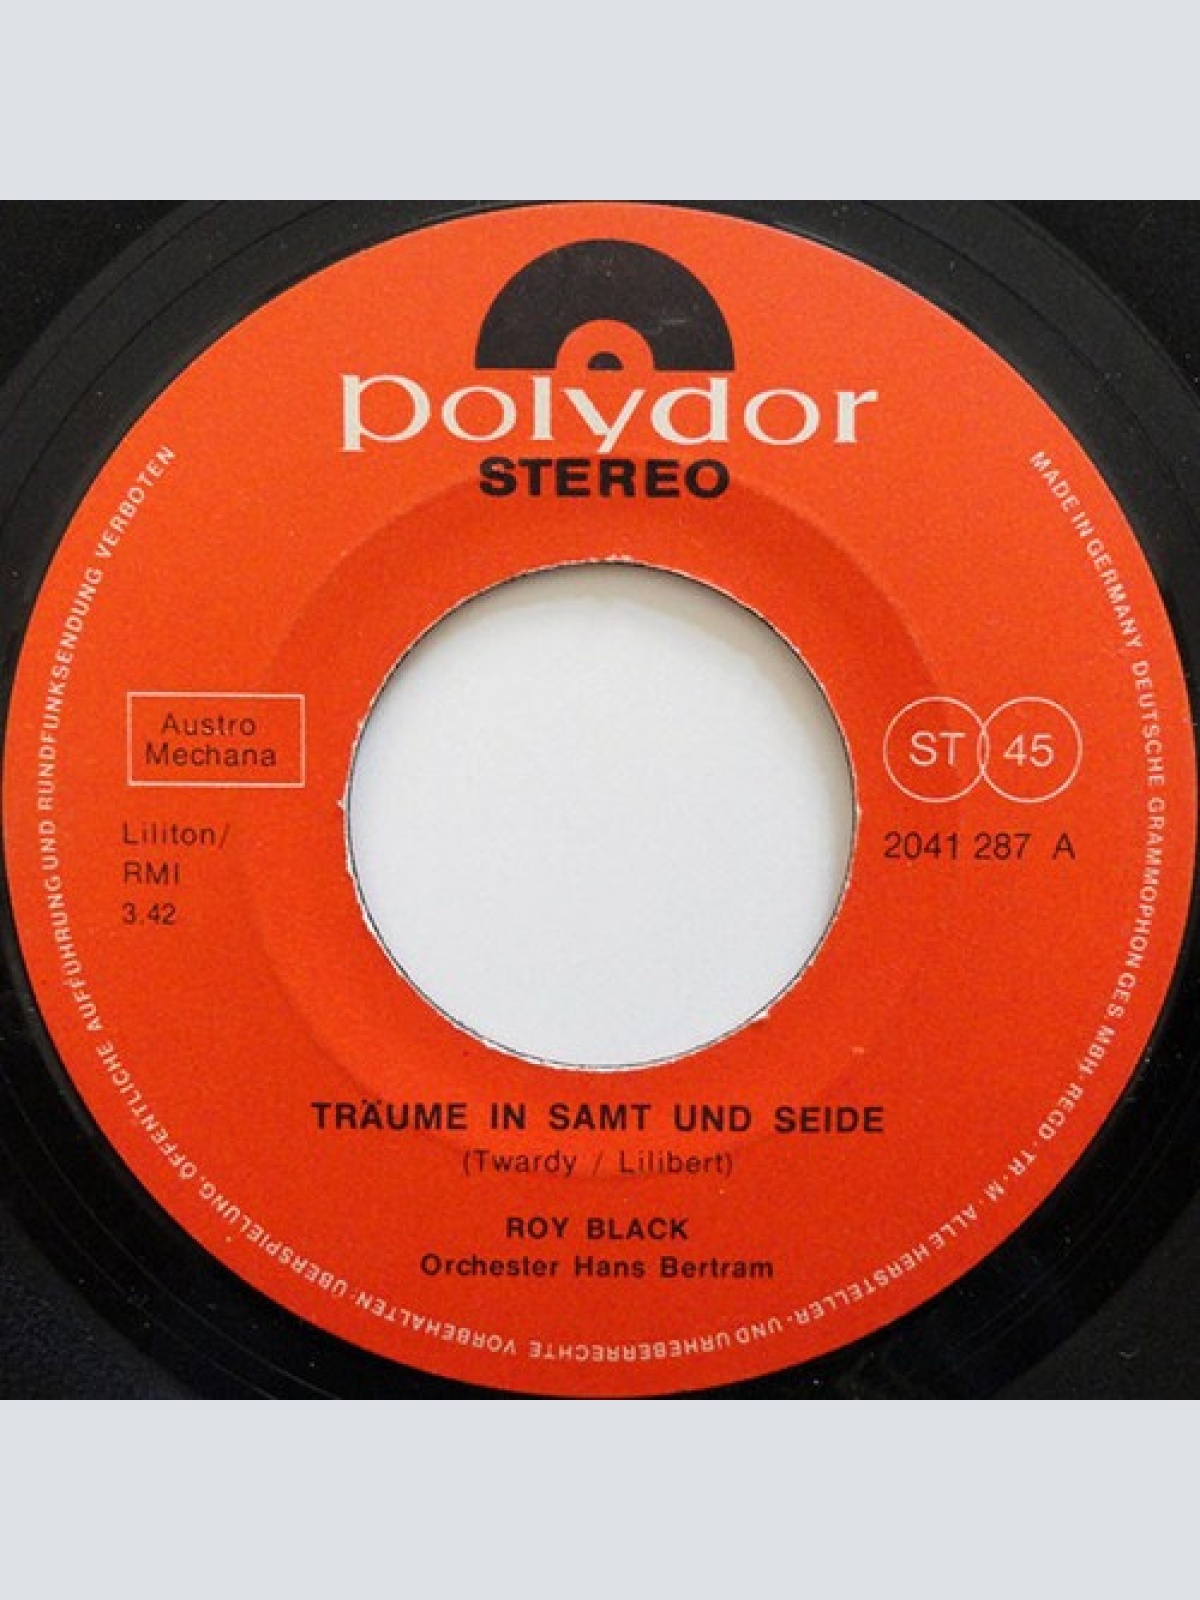 polydor
STEREO
Austro
Mechana
Liliton/
RMI
3.42
ST 45
2041 287 A
TRÄUME IN SAMT UND SEIDE
(Twardy / Lilibert)
ROY BLACK
Orchester Hans Bertram
MADE IN GERMANY DEUTSCHE GRAMMOPHON GES. MBH · REGD · TR · M · ALLE HERSTELLER- UND URHEBERRECHTE VORBEHALTEN · ÜBERSPIELUNG, ÖFFENTLICHE AUFFÜHRUNG UND RUNDFUNKSENDUNG VERBOTEN